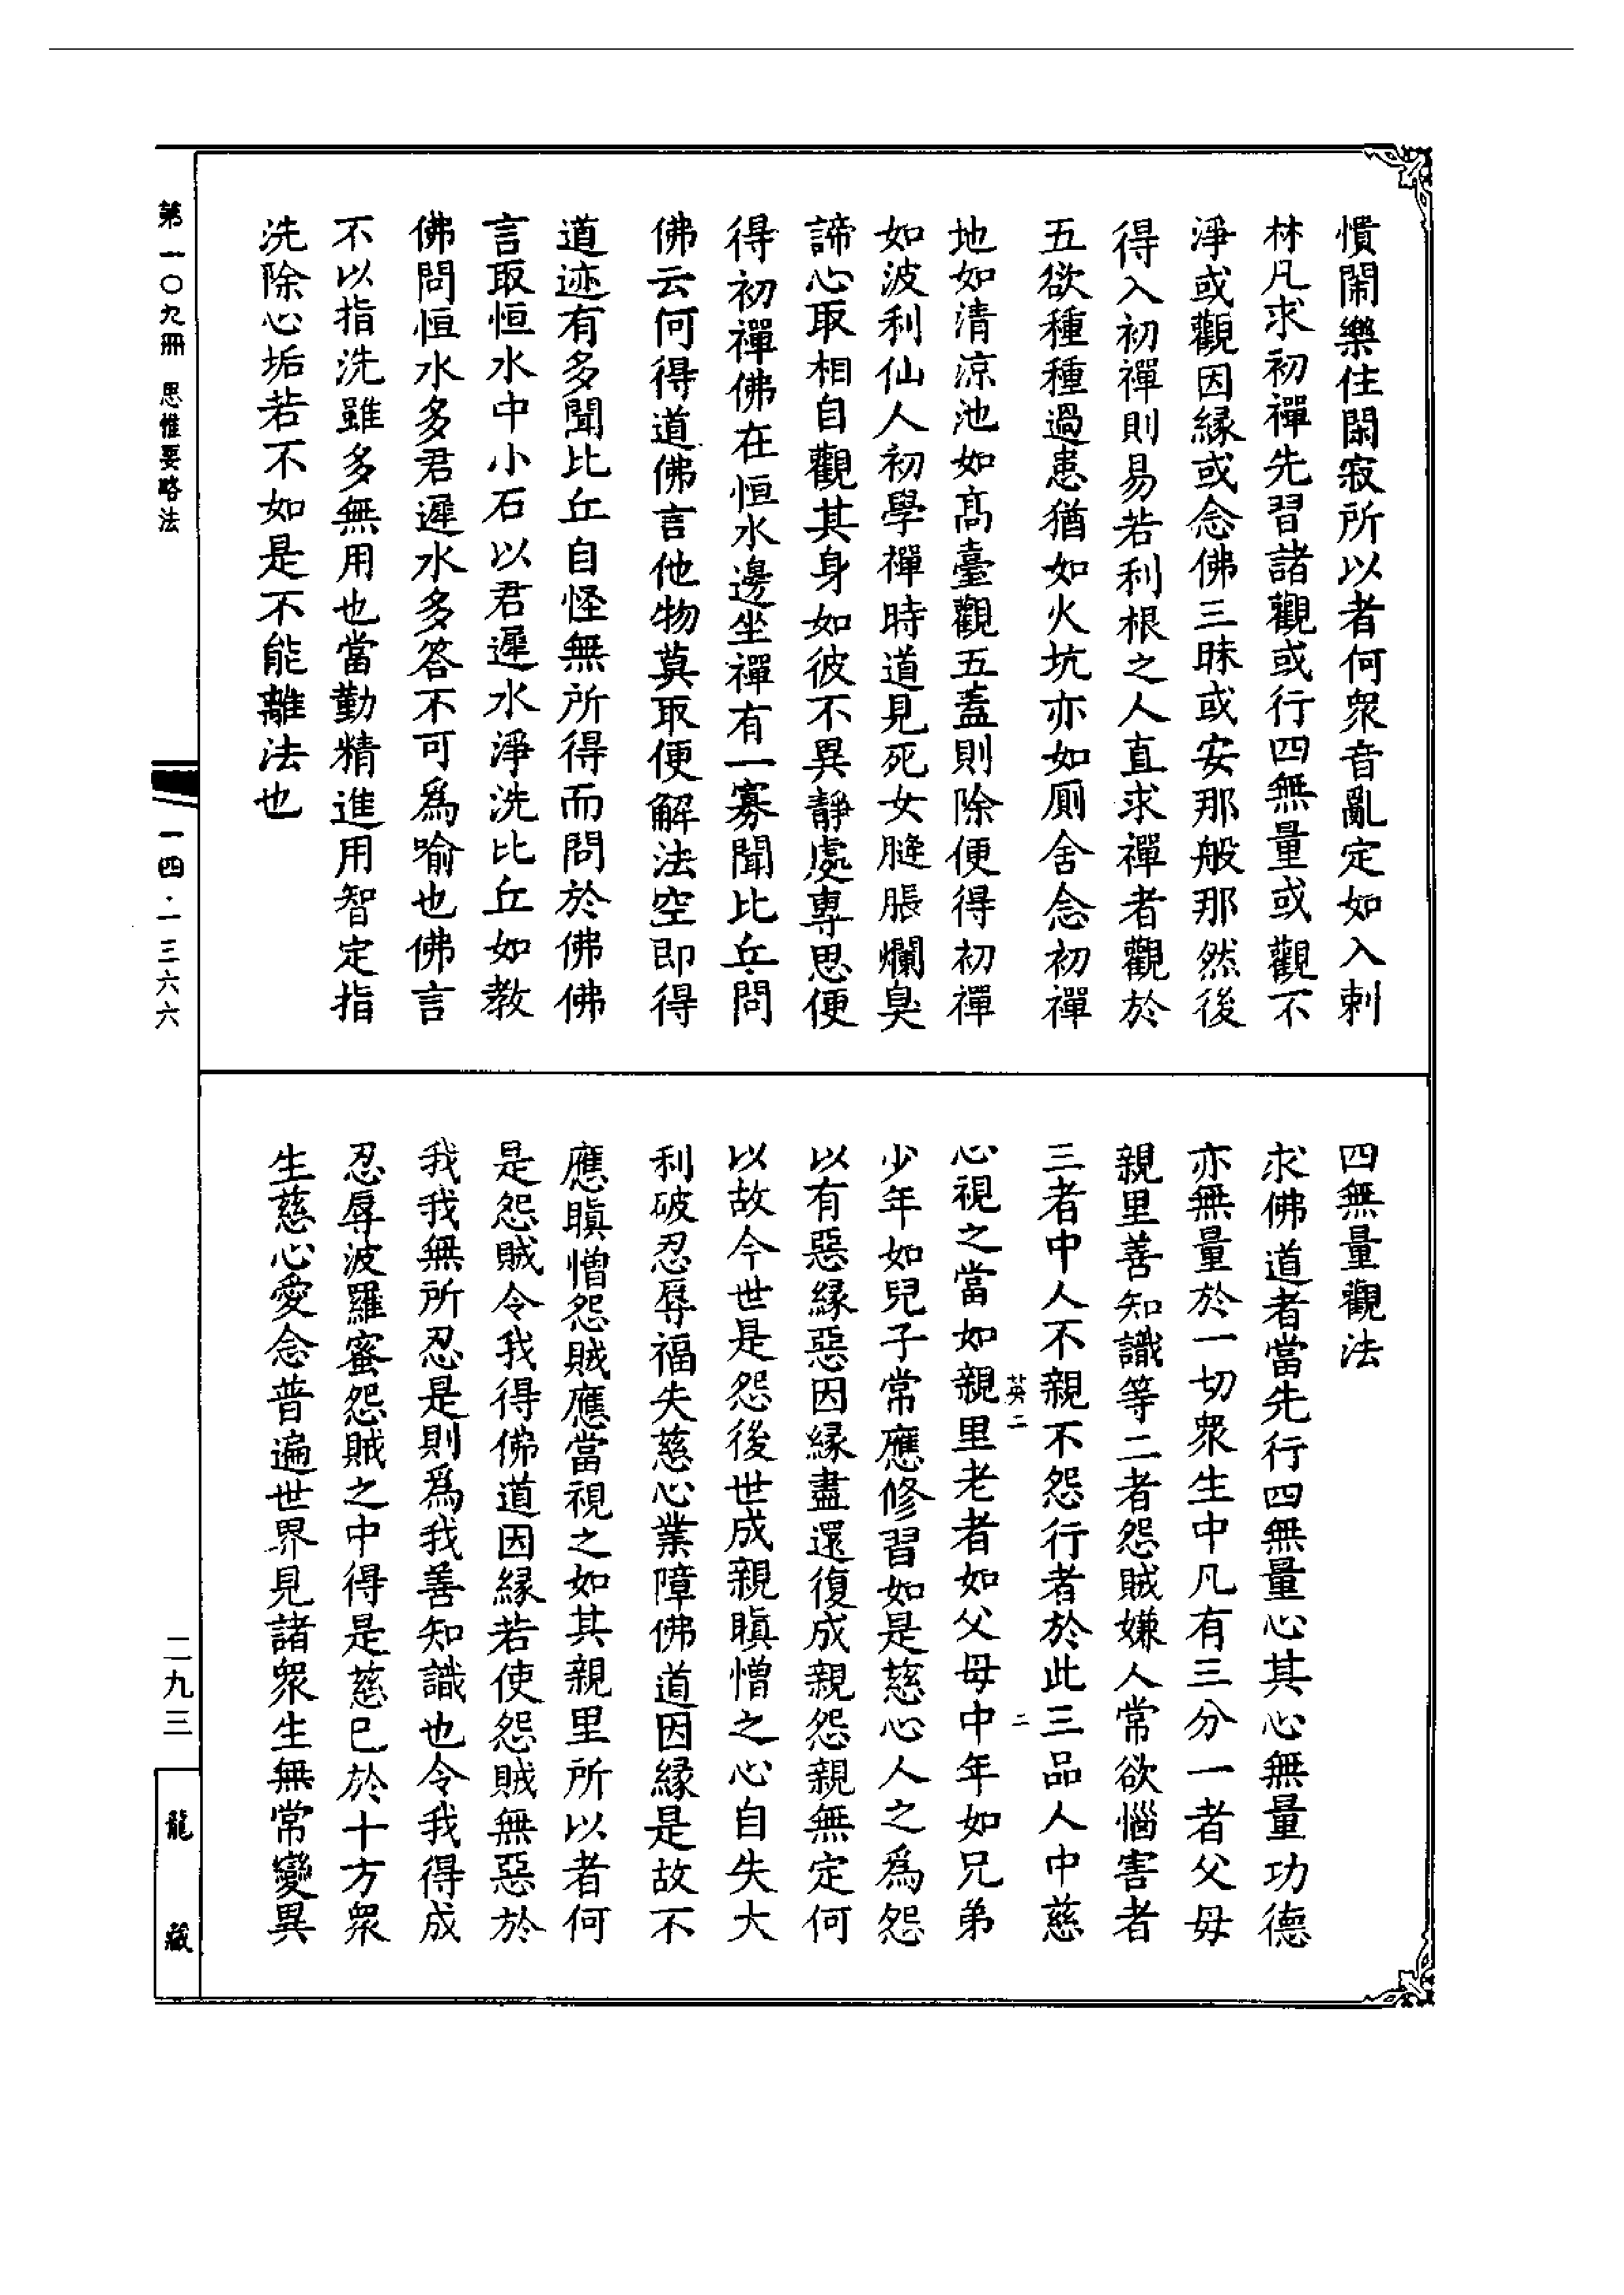 憒閙樂住閑寂所以者何衆音亂定如入刺
林凡求初禪先習諸觀或行四無量或觀不
淨或觀因縁或念佛三昧或安那般那然後
得入初禪則易若利根之人直求禪者觀於
五欲種種過患猶如火坑亦如厠舍念初禪
地如清涼池如髙臺觀五蓋則除便得初禪
如波利仙人初學禪時道見死女膖脹爛臭
諦心取相自觀其身如彼不異靜處專思便
得初禪佛在恒水邊坐禪有一寡聞比丘問
佛云何得道佛言他物莫取便解法空即得
道迹有多聞比丘自怪無所得而問於佛佛
言取恒水中小石以君遲水淨洗比丘如教
佛問恒水多君遲水多答不可爲喻也佛言
不以指洗雖多無用也當勤精進用智定指
洗除心垢若不如是不能離法也
四無量觀法
求佛道者當先行四無量心其心無量功德
亦無量於一切衆生中凡有三分一者父母
親里善知識等二者怨賊嫌人常欲惱害者
三者中人不親不怨行者於此三品人中慈
英二 二
心視之當如親里老者如父母中年如兄弟
少年如兒子常應修習如是慈心人之爲怨
以有惡縁惡因縁盡還復成親怨親無定何
以故今世是怨後世成親瞋憎之心自失大
利破忍辱福失慈心業障佛道因縁是故不
應瞋憎怨賊應當視之如其親里所以者何
是怨賊令我得佛道因縁若使怨賊無惡於
我我無所忍是則爲我善知識也令我得成
忍辱波羅蜜怨賊之中得是慈已於十方衆
生慈心愛念普遍世界見諸衆生無常變異
第一〇九冊 思惟要略法
一四·一三六六
二九三
龍藏